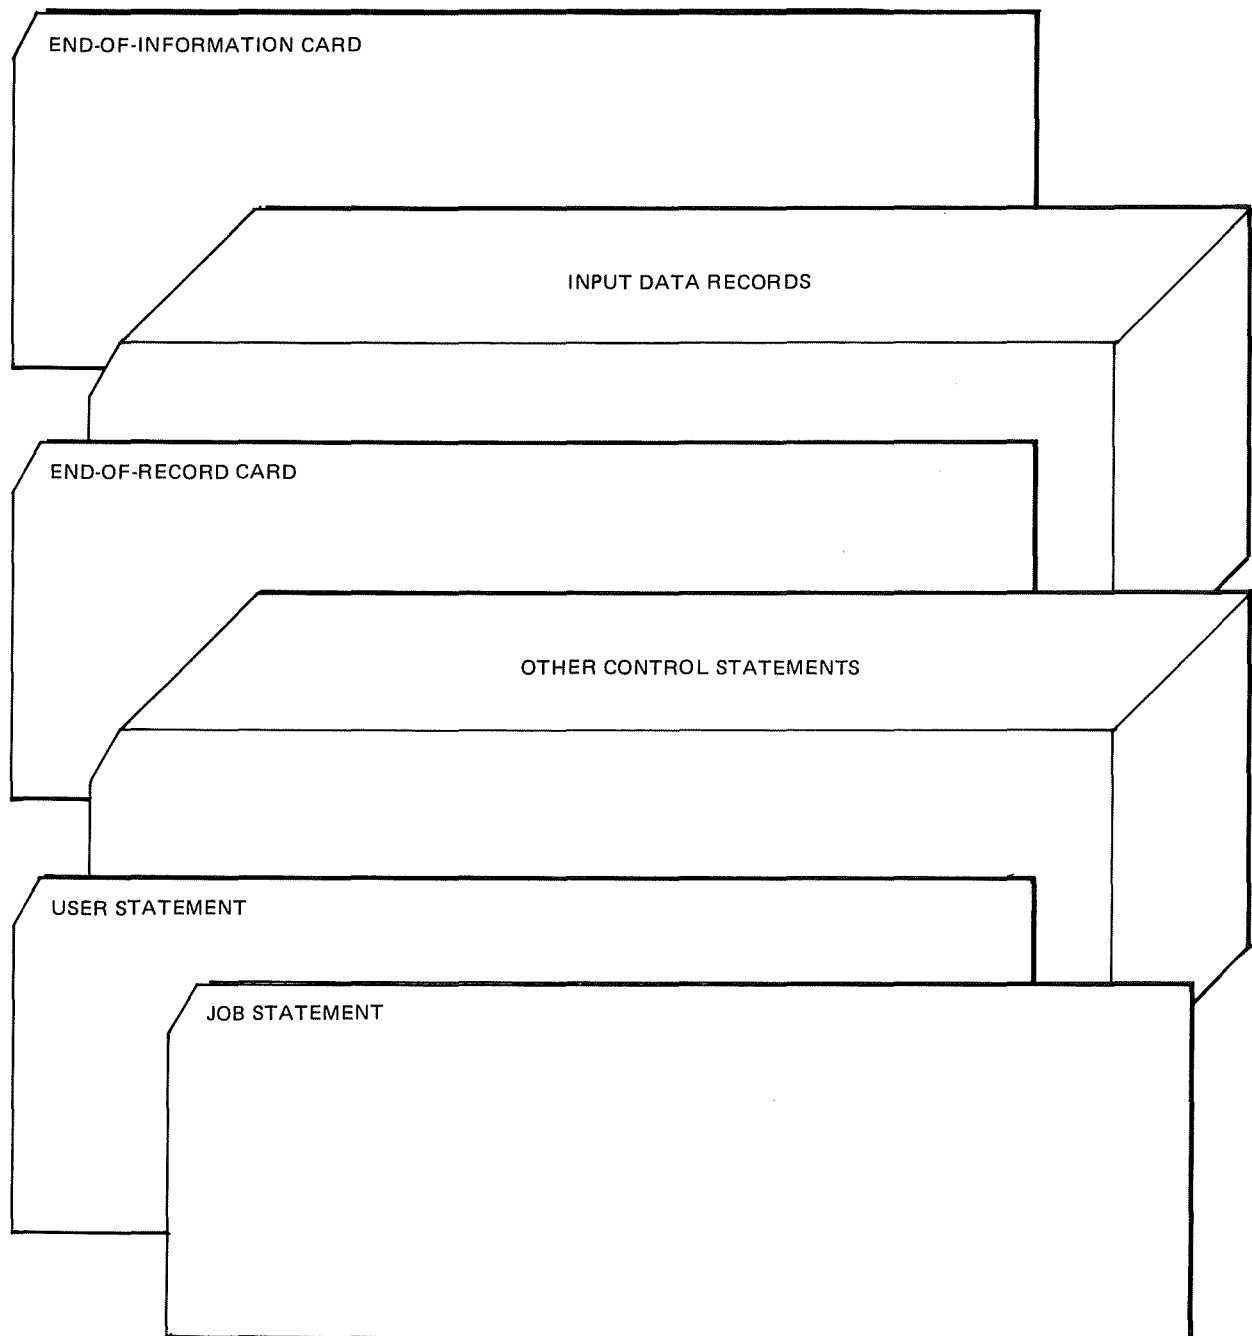 END-OF-INFORMATION CARD
INPUT DATA RECORDS
END-OF-RECORD CARD
OTHER CONTROL STATEMENTS
USER STATEMENT
JOB STATEMENT